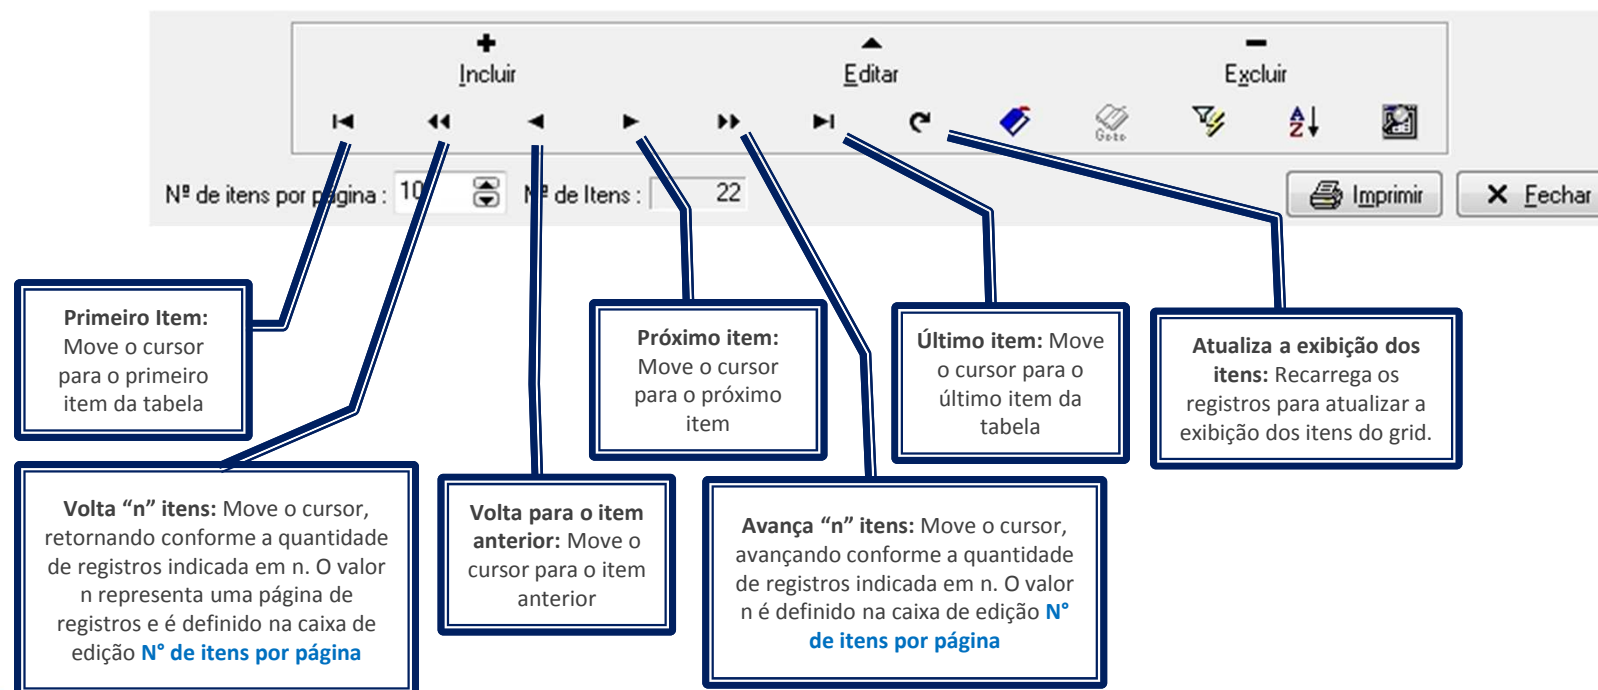 Incluir
Editar
Excluir
Goto
Nº de itens por página : 10
Nº de Itens : 22
Imprimir
Fechar
Primeiro Item:
Move o cursor
para o primeiro
item da tabela
Próximo item:
Move o cursor
para o próximo
item
Último item: Move
o cursor para o
último item da
tabela
Atualiza a exibição dos
itens: Recarrega os
registros para atualizar a
exibição dos itens do grid.
Volta “n” itens: Move o cursor,
retornando conforme a quantidade
de registros indicada em n. O valor
n representa uma página de
registros e é definido na caixa de
edição N° de itens por página
Volta para o item
anterior: Move o
cursor para o item
anterior
Avança “n” itens: Move o cursor,
avançando conforme a quantidade
de registros indicada em n. O valor
n é definido na caixa de edição N°
de itens por página